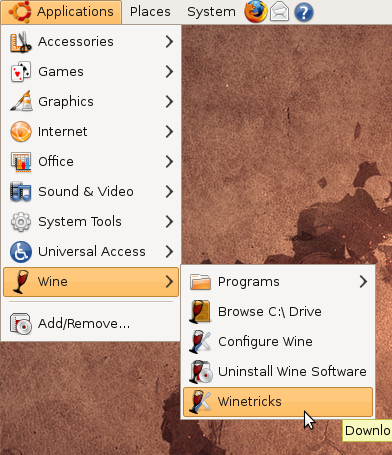 Applications Places System
Accessories
Games
Graphics
Internet
Office
Sound & Video
System Tools
Universal Access
Wine
Add/Remove...
Programs
Browse C:\ Drive
Configure Wine
Uninstall Wine Software
Winetricks
Downlo